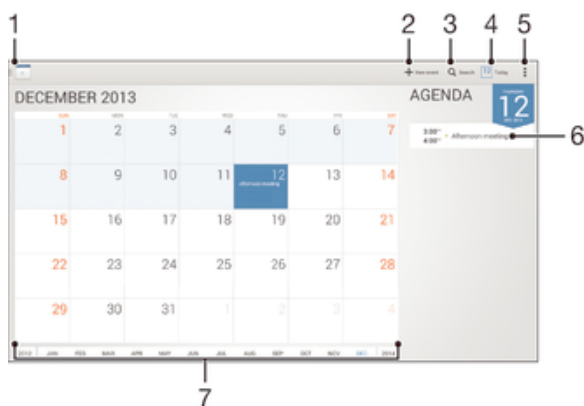 1 2 3 4 5
New event Search 12 Today
DECEMBER 2013 AGENDA
12
SUN MON TUE WED THU FRI SAT
1 2 3 4 5 6 7
3:00 Afternoon meeting 6
4:00
8 9 10 11 12 13 14
Afternoon meeting
15 16 17 18 19 20 21
22 23 24 25 26 27 28
29 30 31 1 2 3 4
2012 JAN FEB MAR APR MAY JUN JUL AUG SEP OCT NOV DEC 2014
7